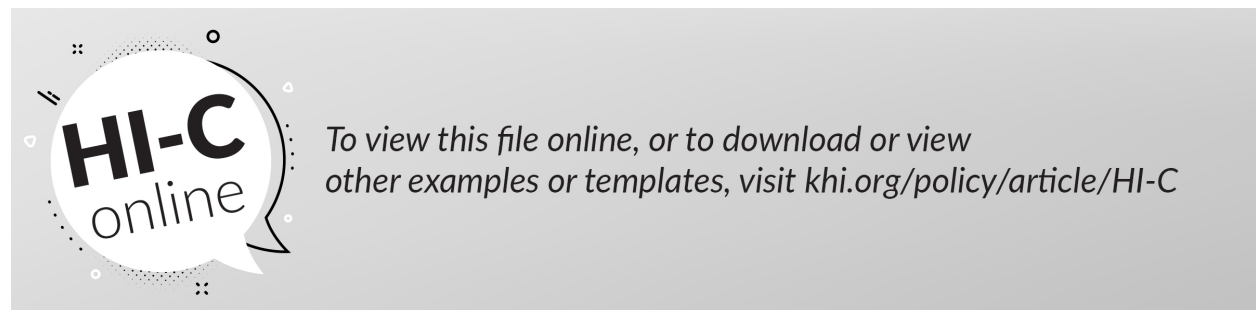 HI-C
online
To view this file online, or to download or view
other examples or templates, visit khi.org/policy/article/HI-C